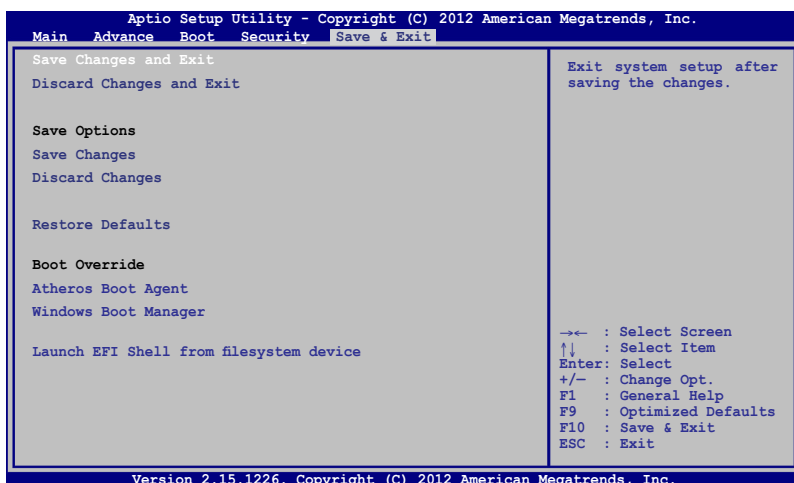 Aptio Setup Utility - Copyright (C) 2012 American Megatrends, Inc.
Main Advance Boot Security Save & Exit
Save Changes and Exit
Discard Changes and Exit
Save Options
Save Changes
Discard Changes
Restore Defaults
Boot Override
Atheros Boot Agent
Windows Boot Manager
Launch EFI Shell from filesystem device
Exit system setup after
saving the changes.
→← : Select Screen
↑↓ : Select Item
Enter: Select
+/— : Change Opt.
F1 : General Help
F9 : Optimized Defaults
F10 : Save & Exit
ESC : Exit
Version 2.15.1226. Copyright (C) 2012 American Megatrends, Inc.